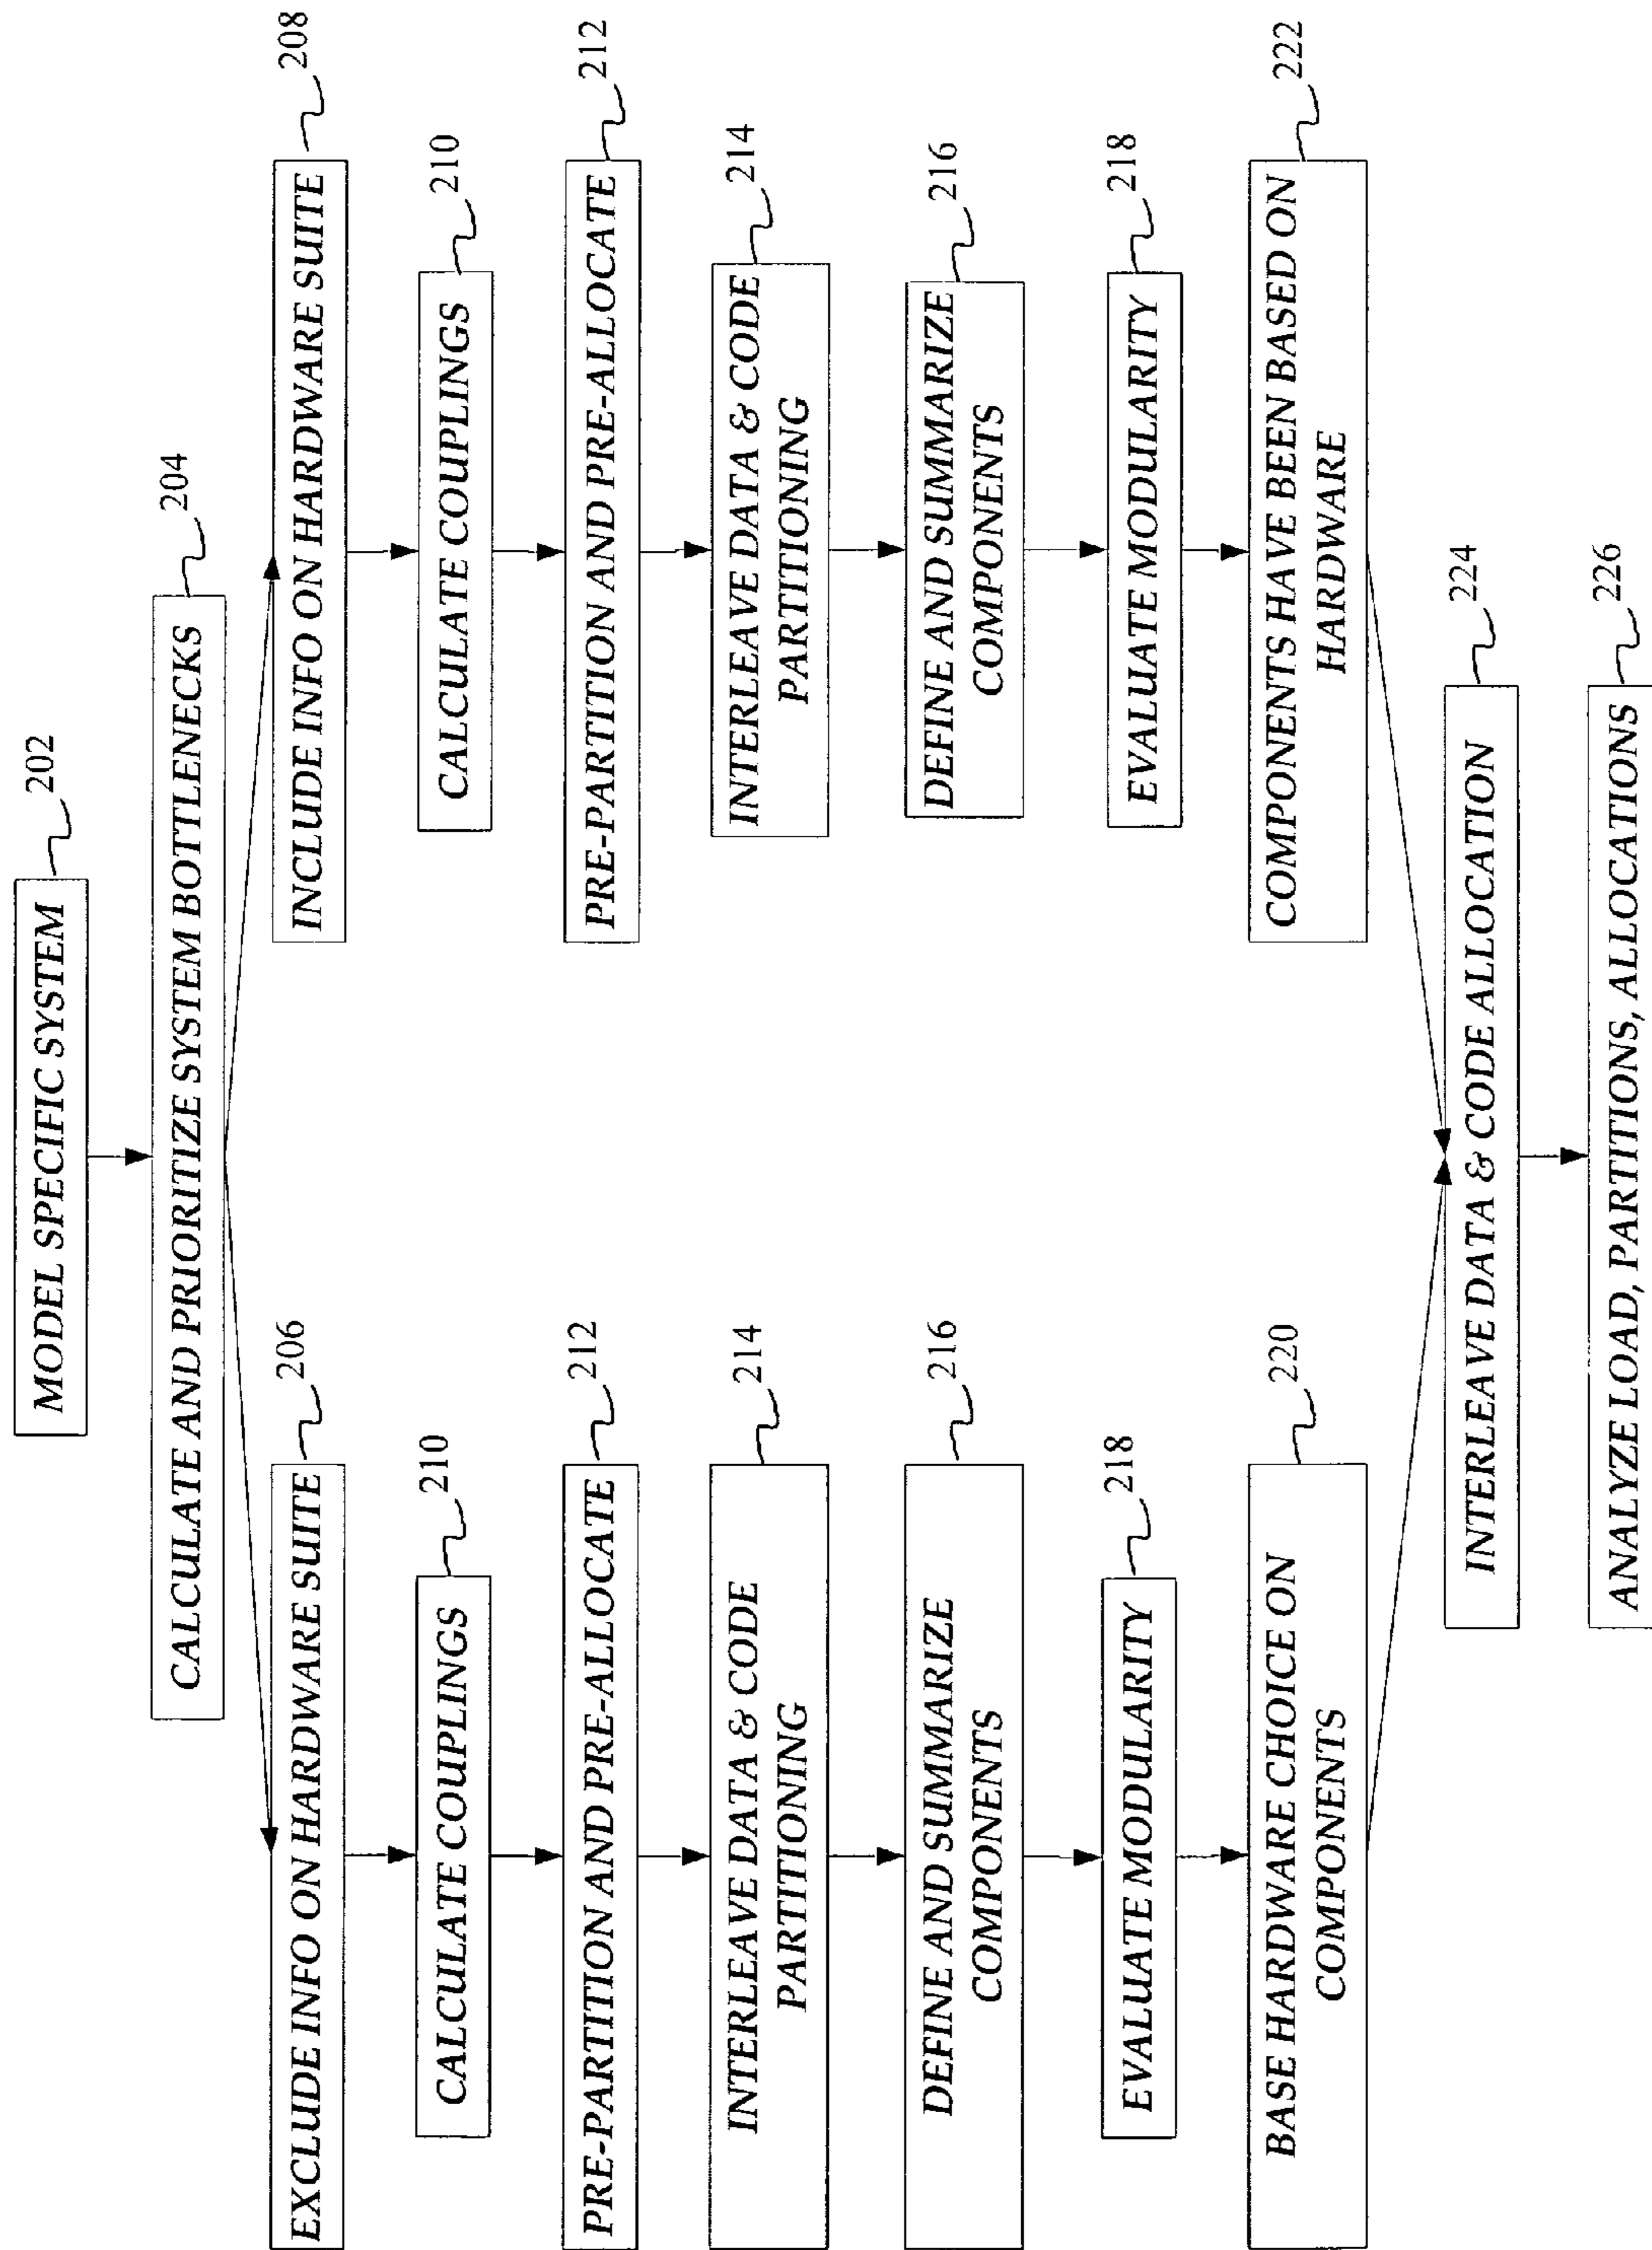 MODEL SPECIFIC SYSTEM
202
CALCULATE AND PRIORITIZE SYSTEM BOTTLENECKS
204
EXCLUDE INFO ON HARDWARE SUITE
206
CALCULATE COUPLINGS
210
PRE-PARTITION AND PRE-ALLOCATE
212
INTERLEAVE DATA & CODE
PARTITIONING
214
DEFINE AND SUMMARIZE
COMPONENTS
216
EVALUATE MODULARITY
218
BASE HARDWARE CHOICE ON
COMPONENTS
220
INCLUDE INFO ON HARDWARE SUITE
208
CALCULATE COUPLINGS
210
PRE-PARTITION AND PRE-ALLOCATE
212
INTERLEAVE DATA & CODE
PARTITIONING
214
DEFINE AND SUMMARIZE
COMPONENTS
216
EVALUATE MODULARITY
218
COMPONENTS HAVE BEEN BASED ON
HARDWARE
222
INTERLEAVE DATA & CODE ALLOCATION
224
ANALYZE LOAD, PARTITIONS, ALLOCATIONS
226